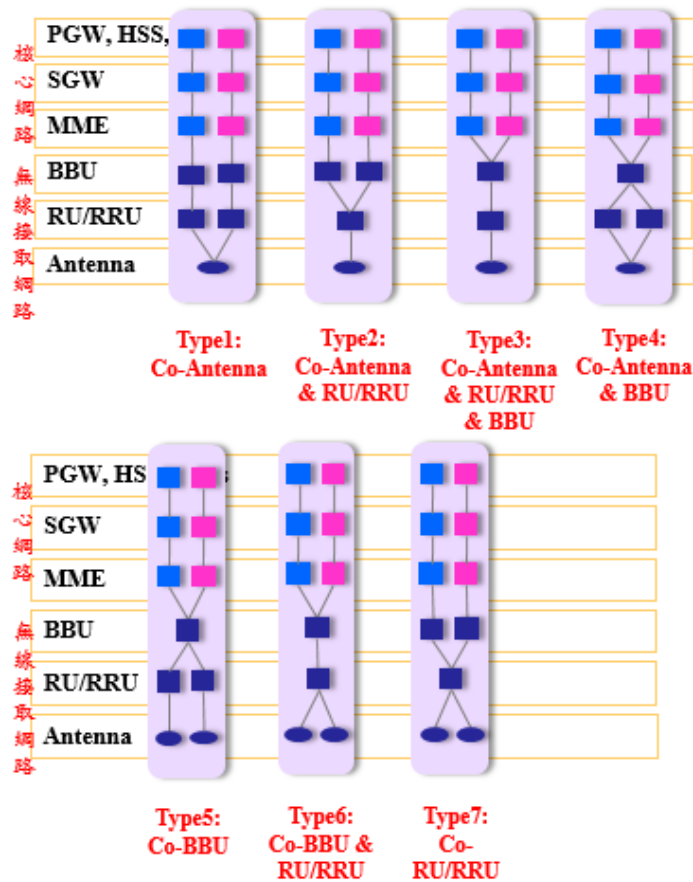 PGW, HSS,
SGW
MME
BBU
RU/RRU
Antenna
核心網路
無線接取網路
Type1:
Co-Antenna
Type2:
Co-Antenna
& RU/RRU
Type3:
Co-Antenna
& RU/RRU
& BBU
Type4:
Co-Antenna
& BBU
PGW, HS
s
SGW
MME
BBU
RU/RRU
Antenna
核心網路
無線接取網路
Type5:
Co-BBU
Type6:
Co-BBU &
RU/RRU
Type7:
Co-
RU/RRU